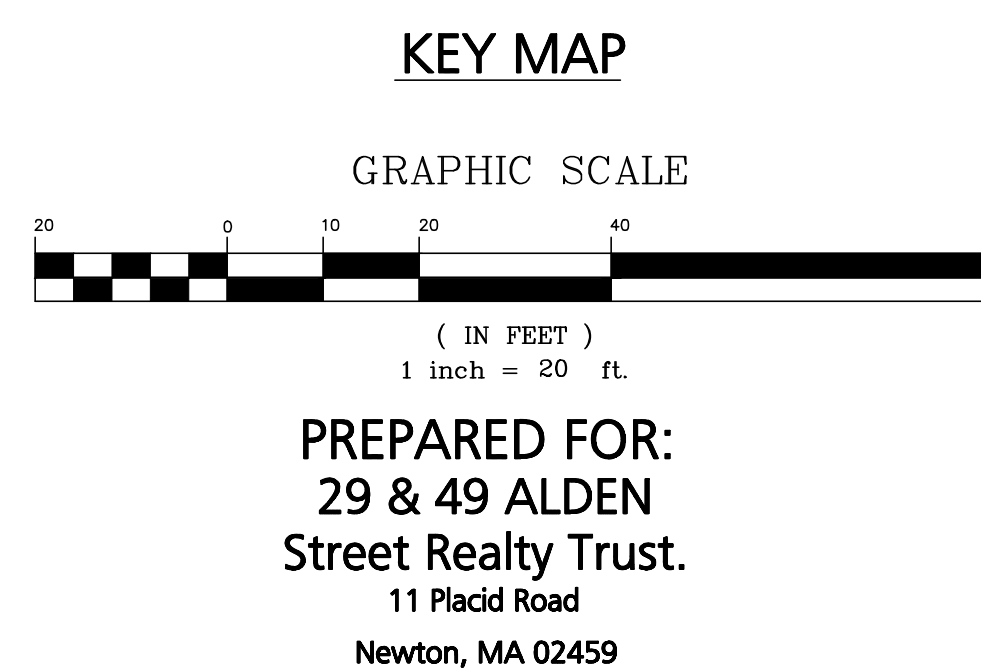 KEY MAP
GRAPHIC SCALE
20 0 10 20 40
( IN FEET )
1 inch = 20 ft.
PREPARED FOR:
29 & 49 ALDEN
Street Realty Trust.
11 Placid Road
Newton, MA 02459